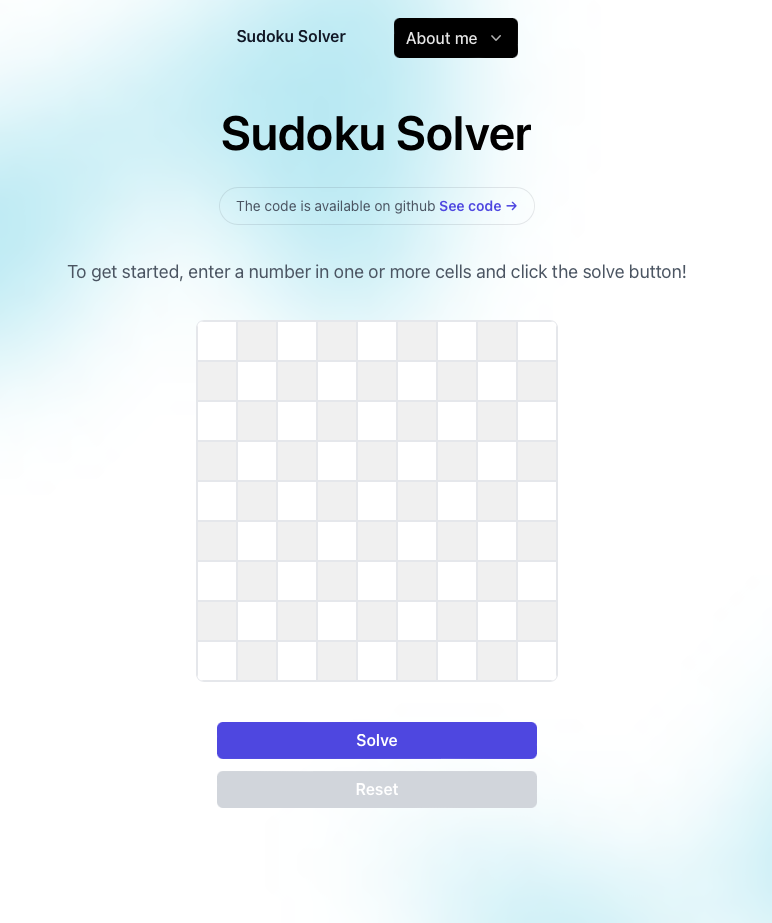 Sudoku Solver
About me
Sudoku Solver
The code is available on github See code →
To get started, enter a number in one or more cells and click the solve button!
Solve
Reset